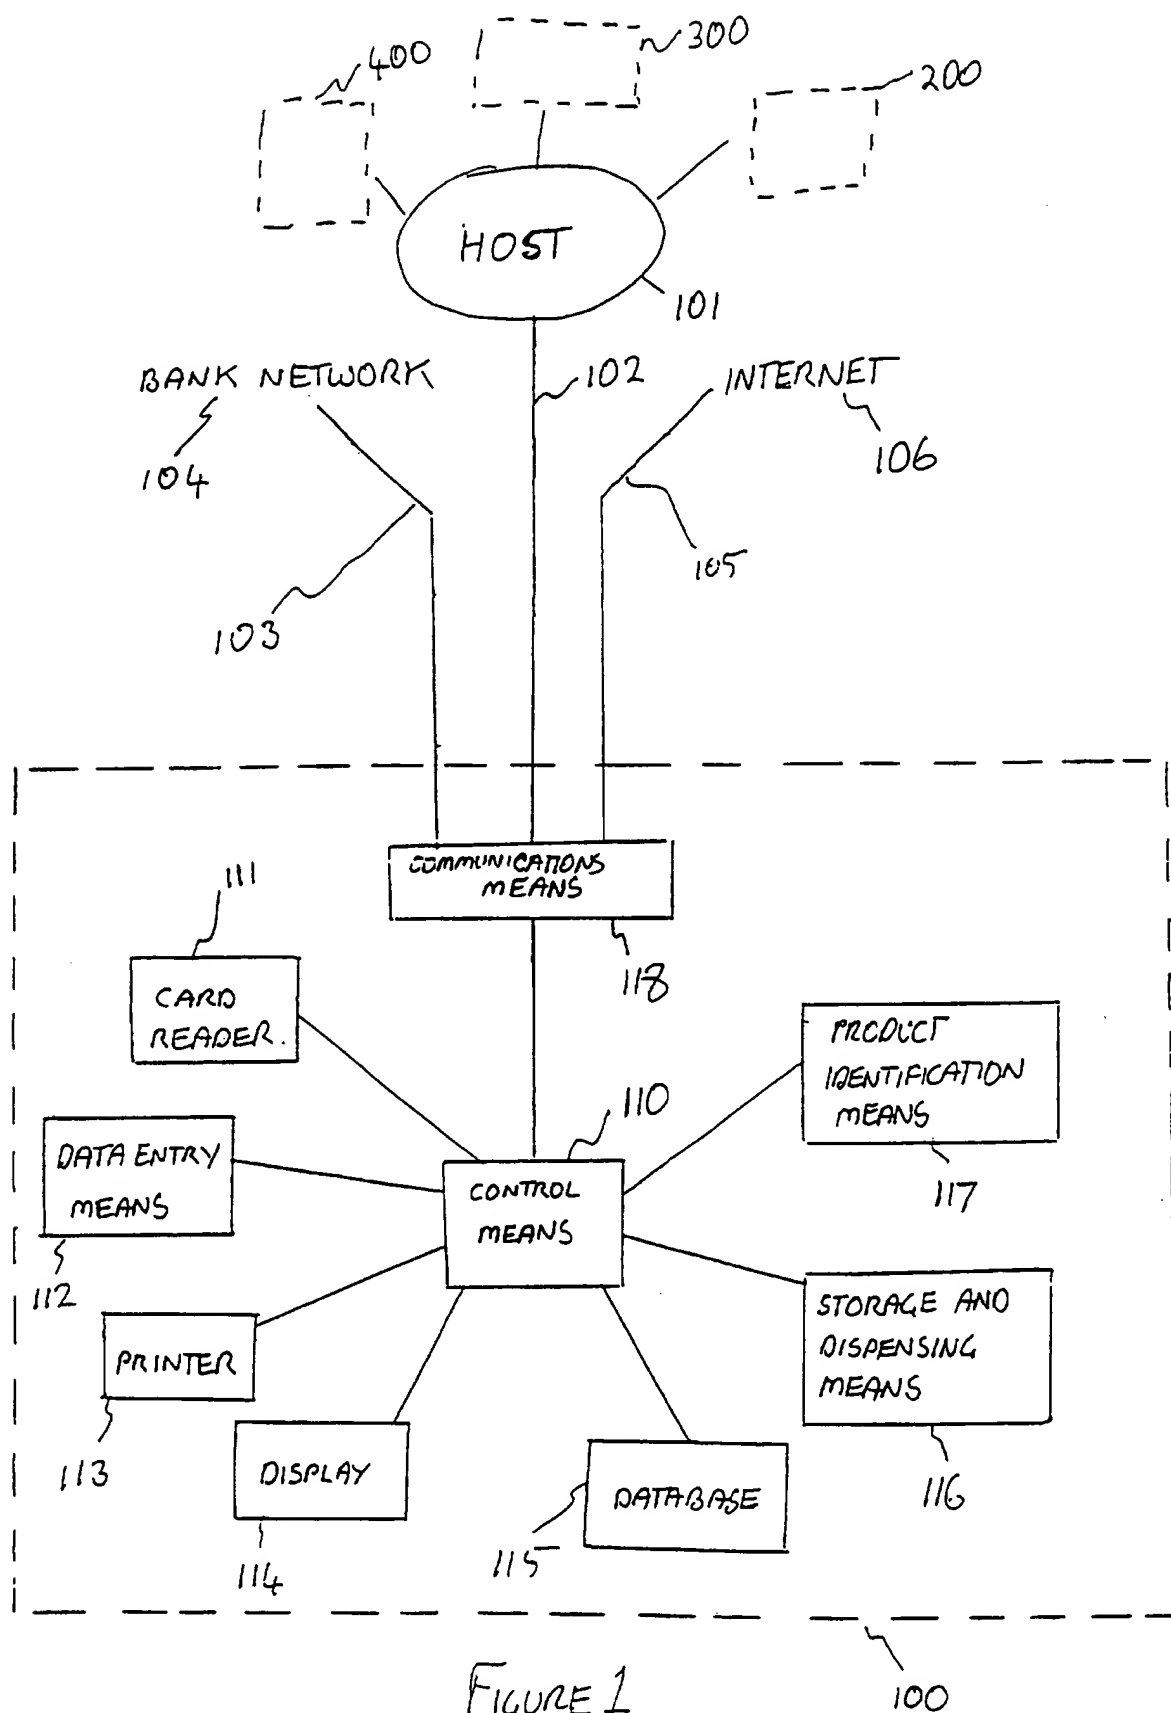 400
300
200
HOST
101
BANK NETWORK
102
INTERNET
104
106
105
103
COMMUNICATIONS
MEANS
111
118
CARD
READER.
PRODUCT
IDENTIFICATION
MEANS
110
DATA ENTRY
MEANS
CONTROL
MEANS
117
112
STORAGE AND
DISPENSING
MEANS
PRINTER
113
DISPLAY
DATABASE
116
114
115
FIGURE 1
100